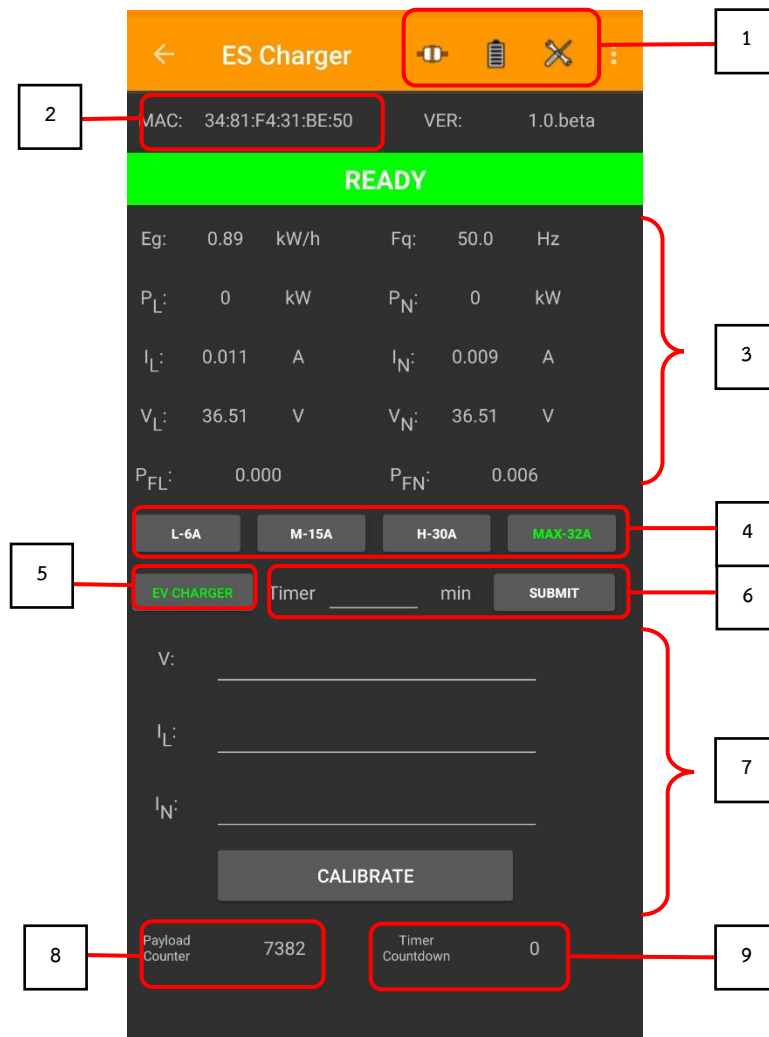 1
ES Charger
2
MAC: 34:81:F4:31:BE:50 VER: 1.0.beta
READY
Eg: 0.89 kW/h Fq: 50.0 Hz
PL: 0 kW PN: 0 kW
3
IL: 0.011 A IN: 0.009 A
VL: 36.51 V VN: 36.51 V
PFL: 0.000 PFN: 0.006
L-6A M-15A H-30A MAX-32A
4
5
EV CHARGER Timer min SUBMIT
6
V:
IL:
7
IN:
CALIBRATE
8
Payload
Counter 7382
Timer
Countdown 0
9